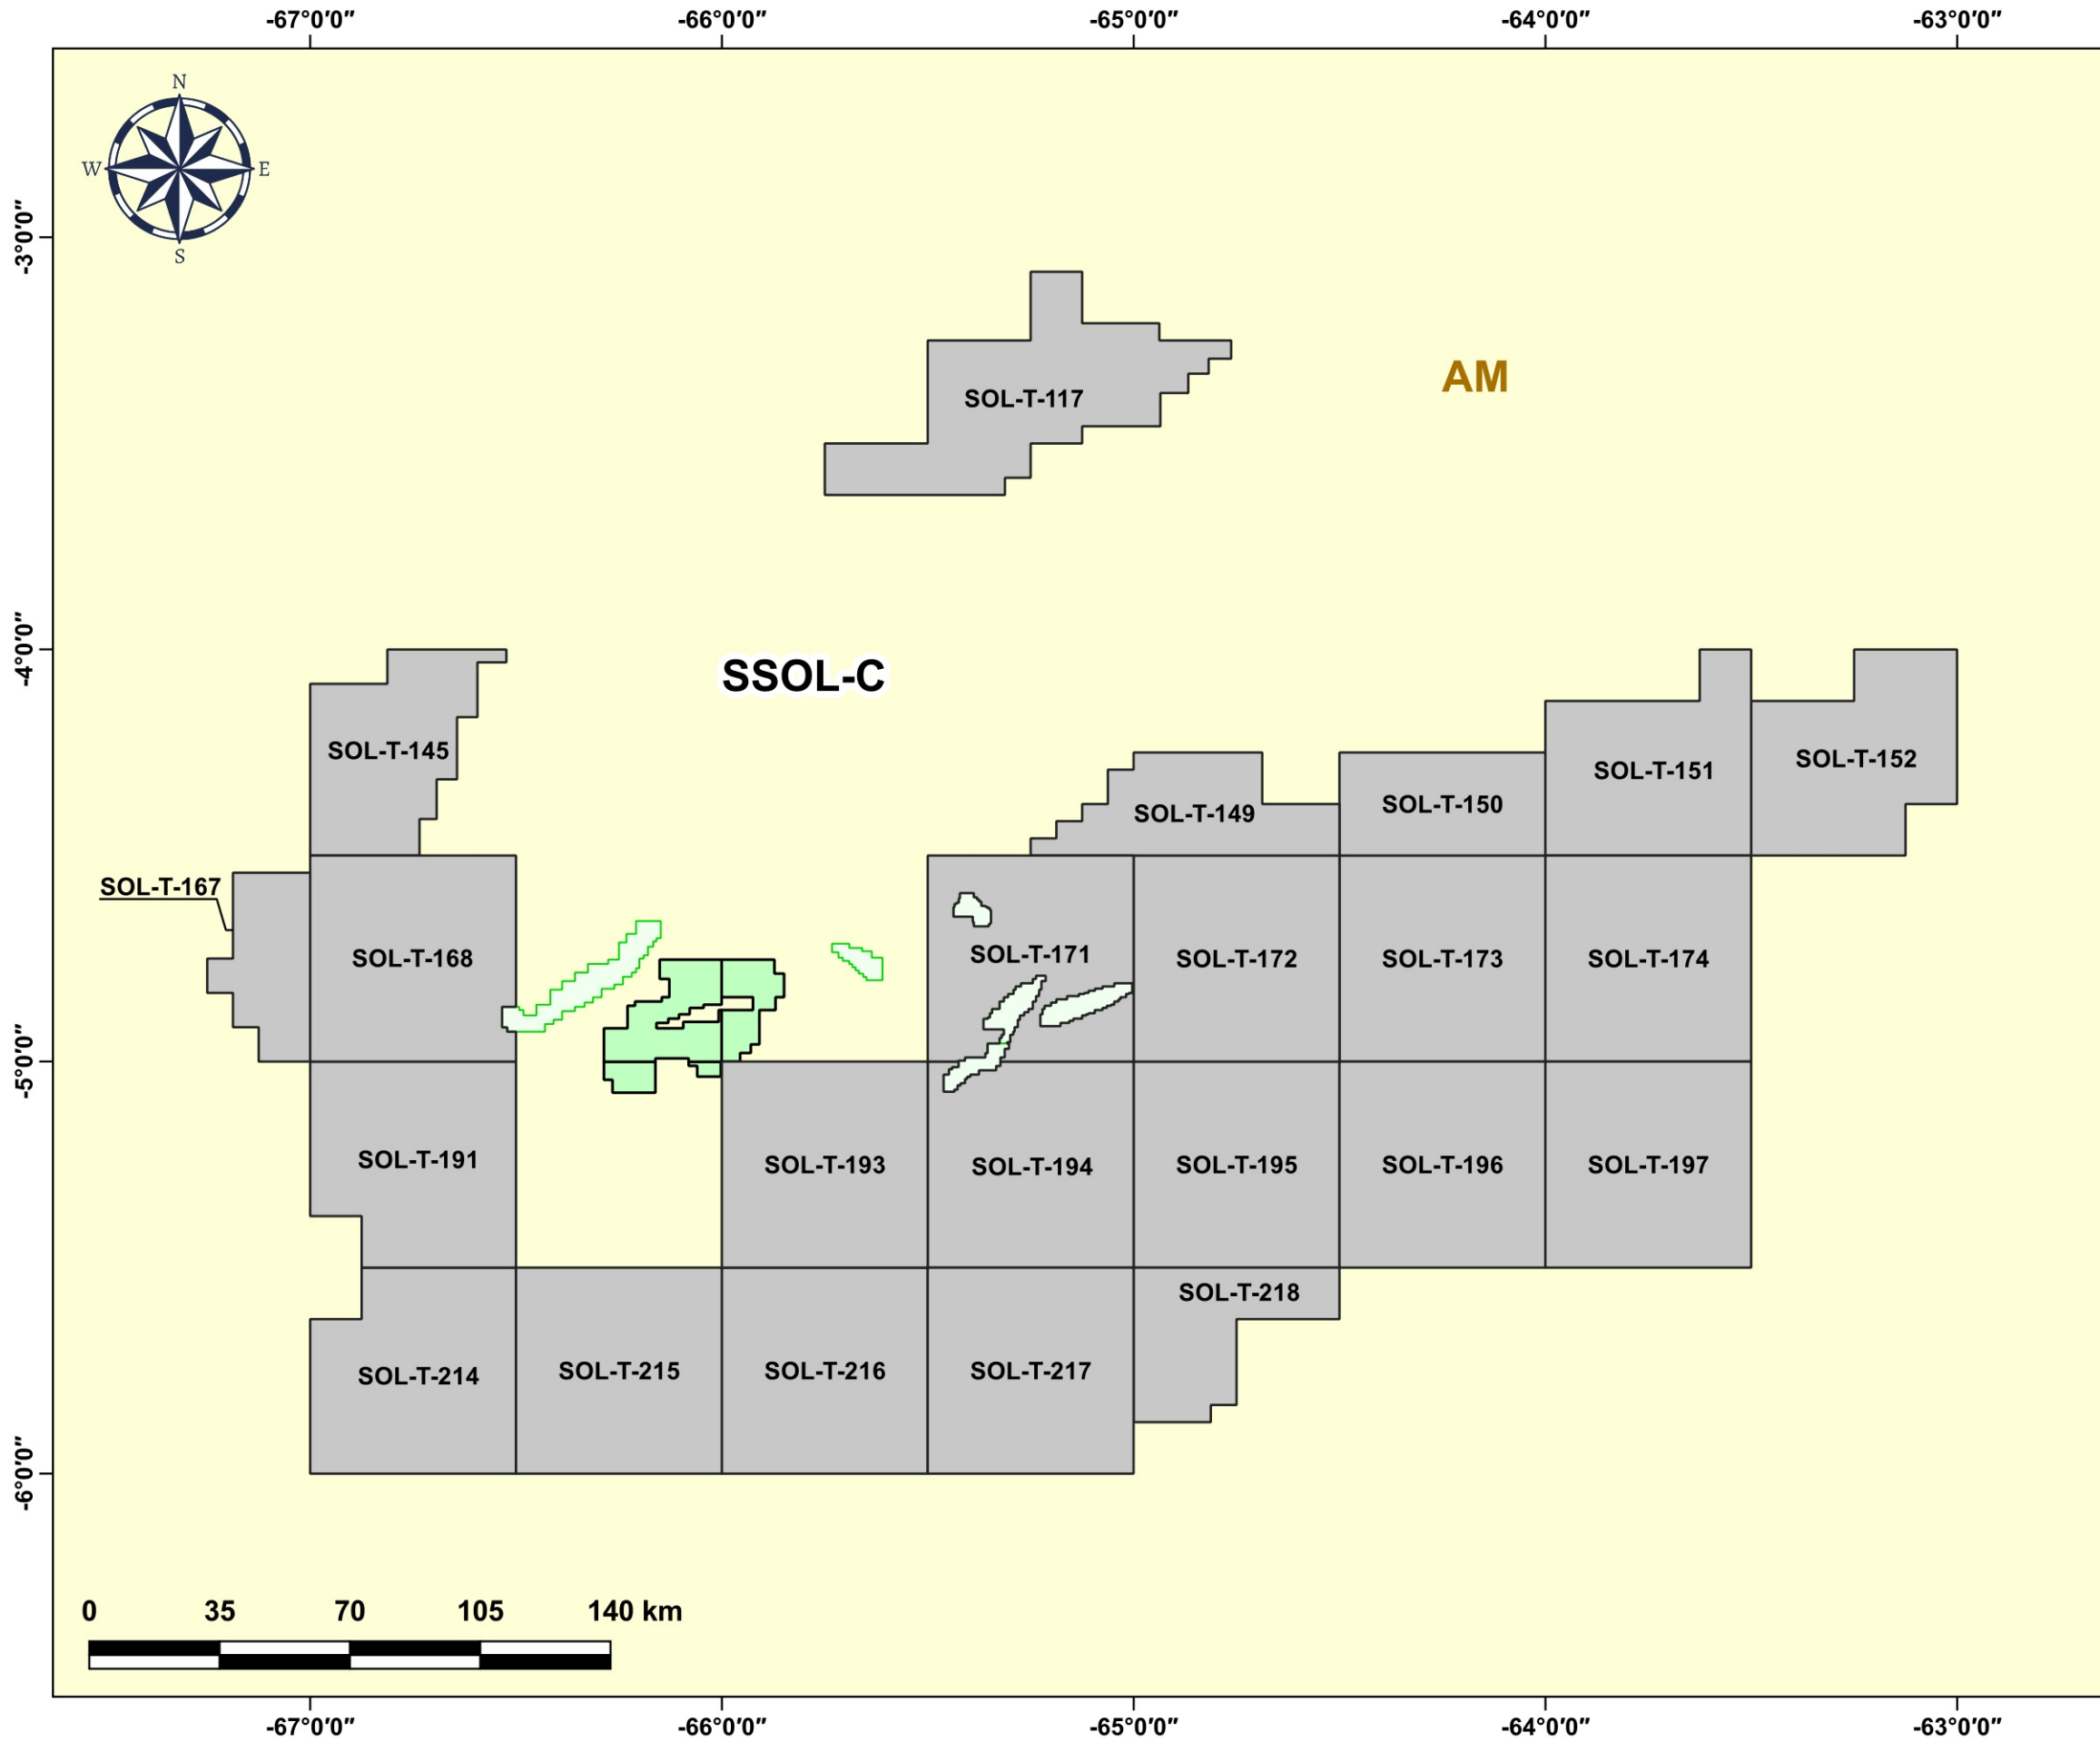 -67°0′0″ -66°0′0″ -65°0′0″ -64°0′0″ -63°0′0″
N
W E
S
-3°0′0″
AM
SOL-T-117
-4°0′0″
SSOL-C
SOL-T-145
SOL-T-152
SOL-T-151
SOL-T-150
SOL-T-149
SOL-T-167
SOL-T-171
SOL-T-168 SOL-T-172 SOL-T-173 SOL-T-174
-5°0′0″
SOL-T-191 SOL-T-193 SOL-T-194 SOL-T-195 SOL-T-196 SOL-T-197
SOL-T-218
SOL-T-214 SOL-T-215 SOL-T-216 SOL-T-217
-6°0′0″
0 35 70 105 140 km
-67°0′0″ -66°0′0″ -65°0′0″ -64°0′0″ -63°0′0″